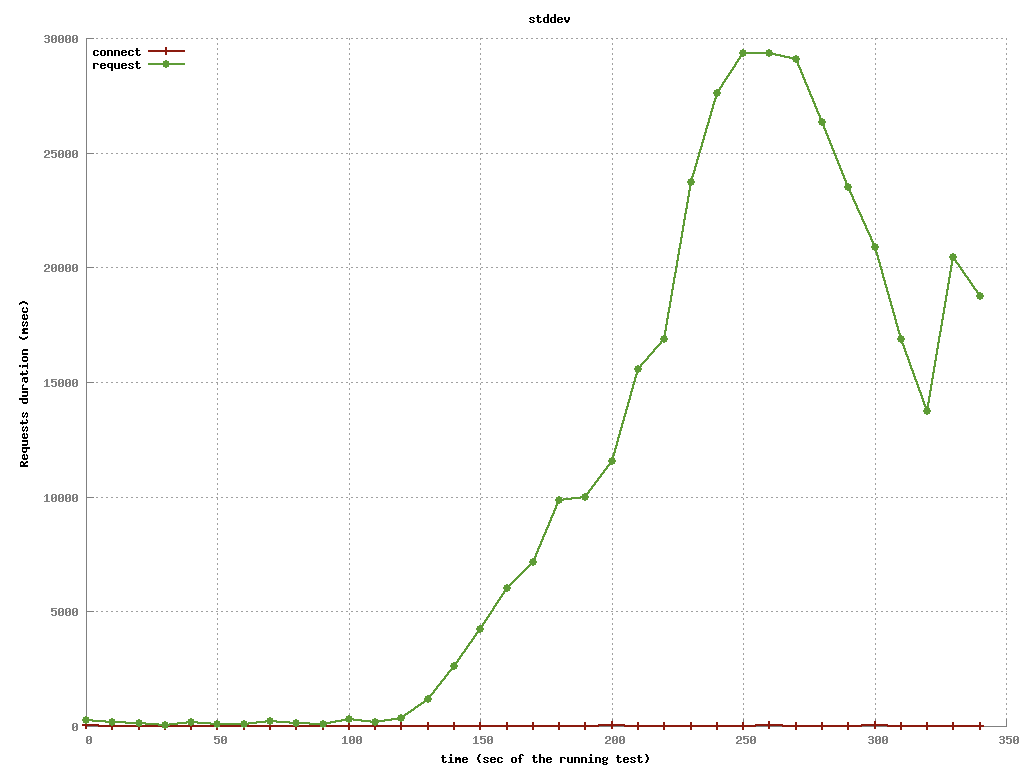 stddev
connect
request
30000
25000
20000
15000
10000
5000
0
Requests duration (msec)
0 50 100 150 200 250 300 350
time (sec of the running test)